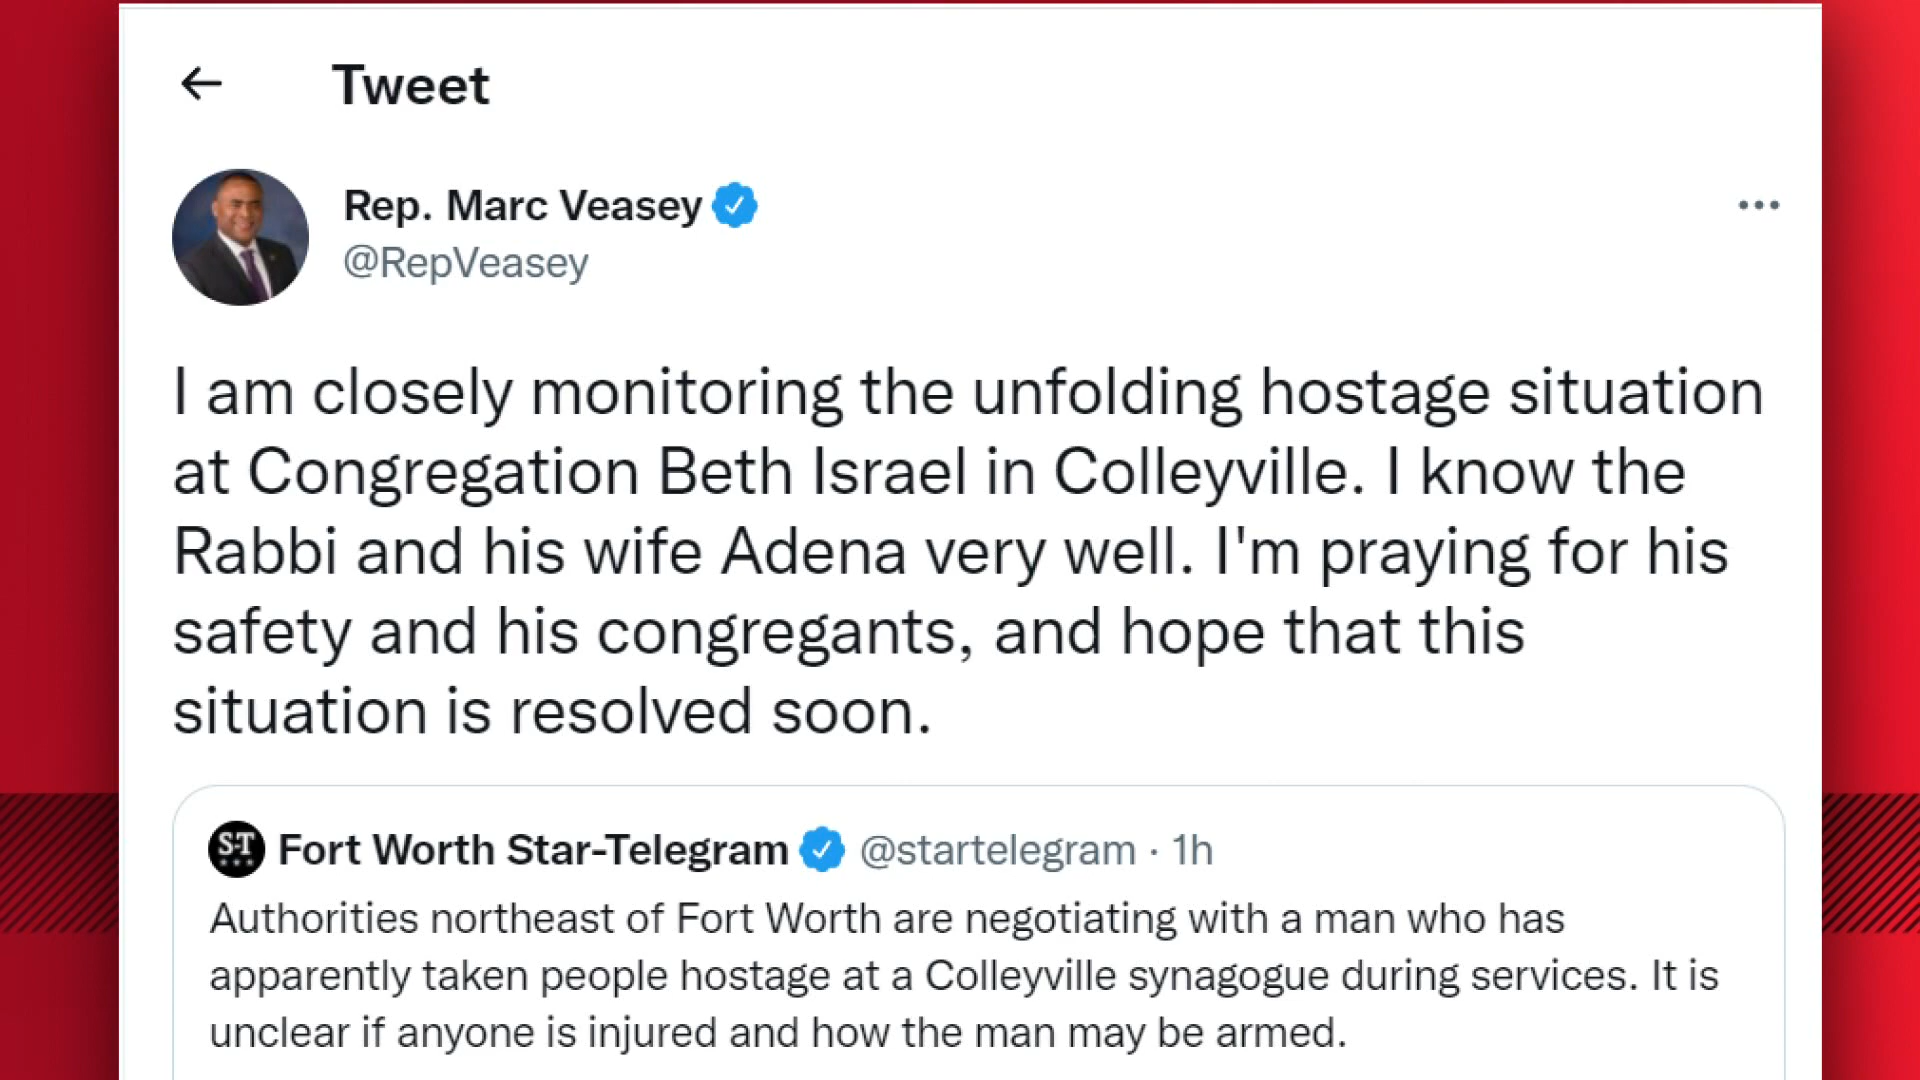 Tweet
Rep. Marc Veasey
@RepVeasey
I am closely monitoring the unfolding hostage situation
at Congregation Beth Israel in Colleyville. I know the
Rabbi and his wife Adena very well. I'm praying for his
safety and his congregants, and hope that this
situation is resolved soon.
S-T Fort Worth Star-Telegram @startelegram · 1h
Authorities northeast of Fort Worth are negotiating with a man who has
apparently taken people hostage at a Colleyville synagogue during services. It is
unclear if anyone is injured and how the man may be armed.